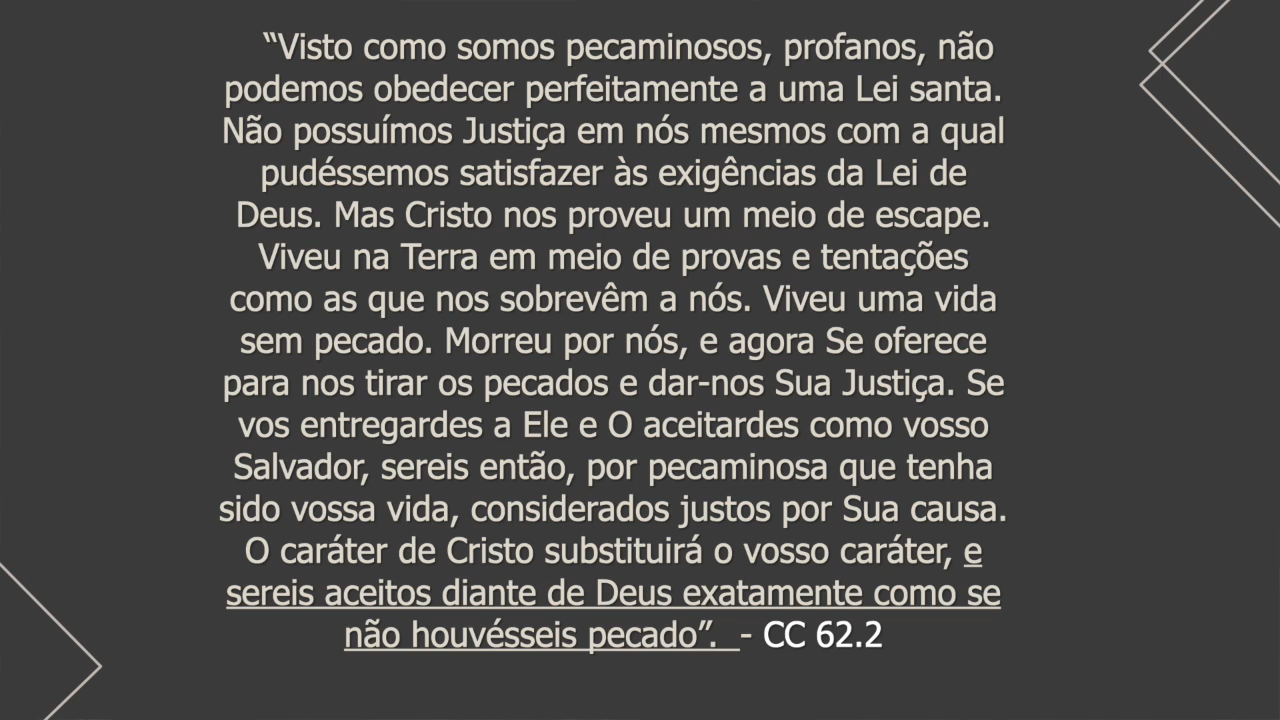 “Visto como somos pecaminosos, profanos, não
podemos obedecer perfeitamente a uma Lei santa.
Não possuímos Justiça em nós mesmos com a qual
pudéssemos satisfazer às exigências da Lei de
Deus. Mas Cristo nos proveu um meio de escape.
Viveu na Terra em meio de provas e tentações
como as que nos sobrevêm a nós. Viveu uma vida
sem pecado. Morreu por nós, e agora Se oferece
para nos tirar os pecados e dar-nos Sua Justiça. Se
vos entregardes a Ele e O aceitardes como vosso
Salvador, sereis então, por pecaminosa que tenha
sido vossa vida, considerados justos por Sua causa.
O caráter de Cristo substituirá o vosso caráter, e
sereis aceitos diante de Deus exatamente como se
não houvésseis pecado”. - CC 62.2